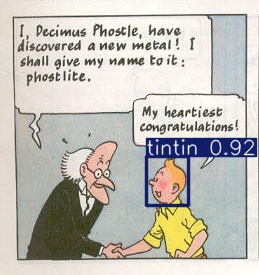 I, Decimus Phostle, have
discovered a new metal! I
shall give my name to it:
phostlite.
My heartiest
congratulations!
tintin 0.92